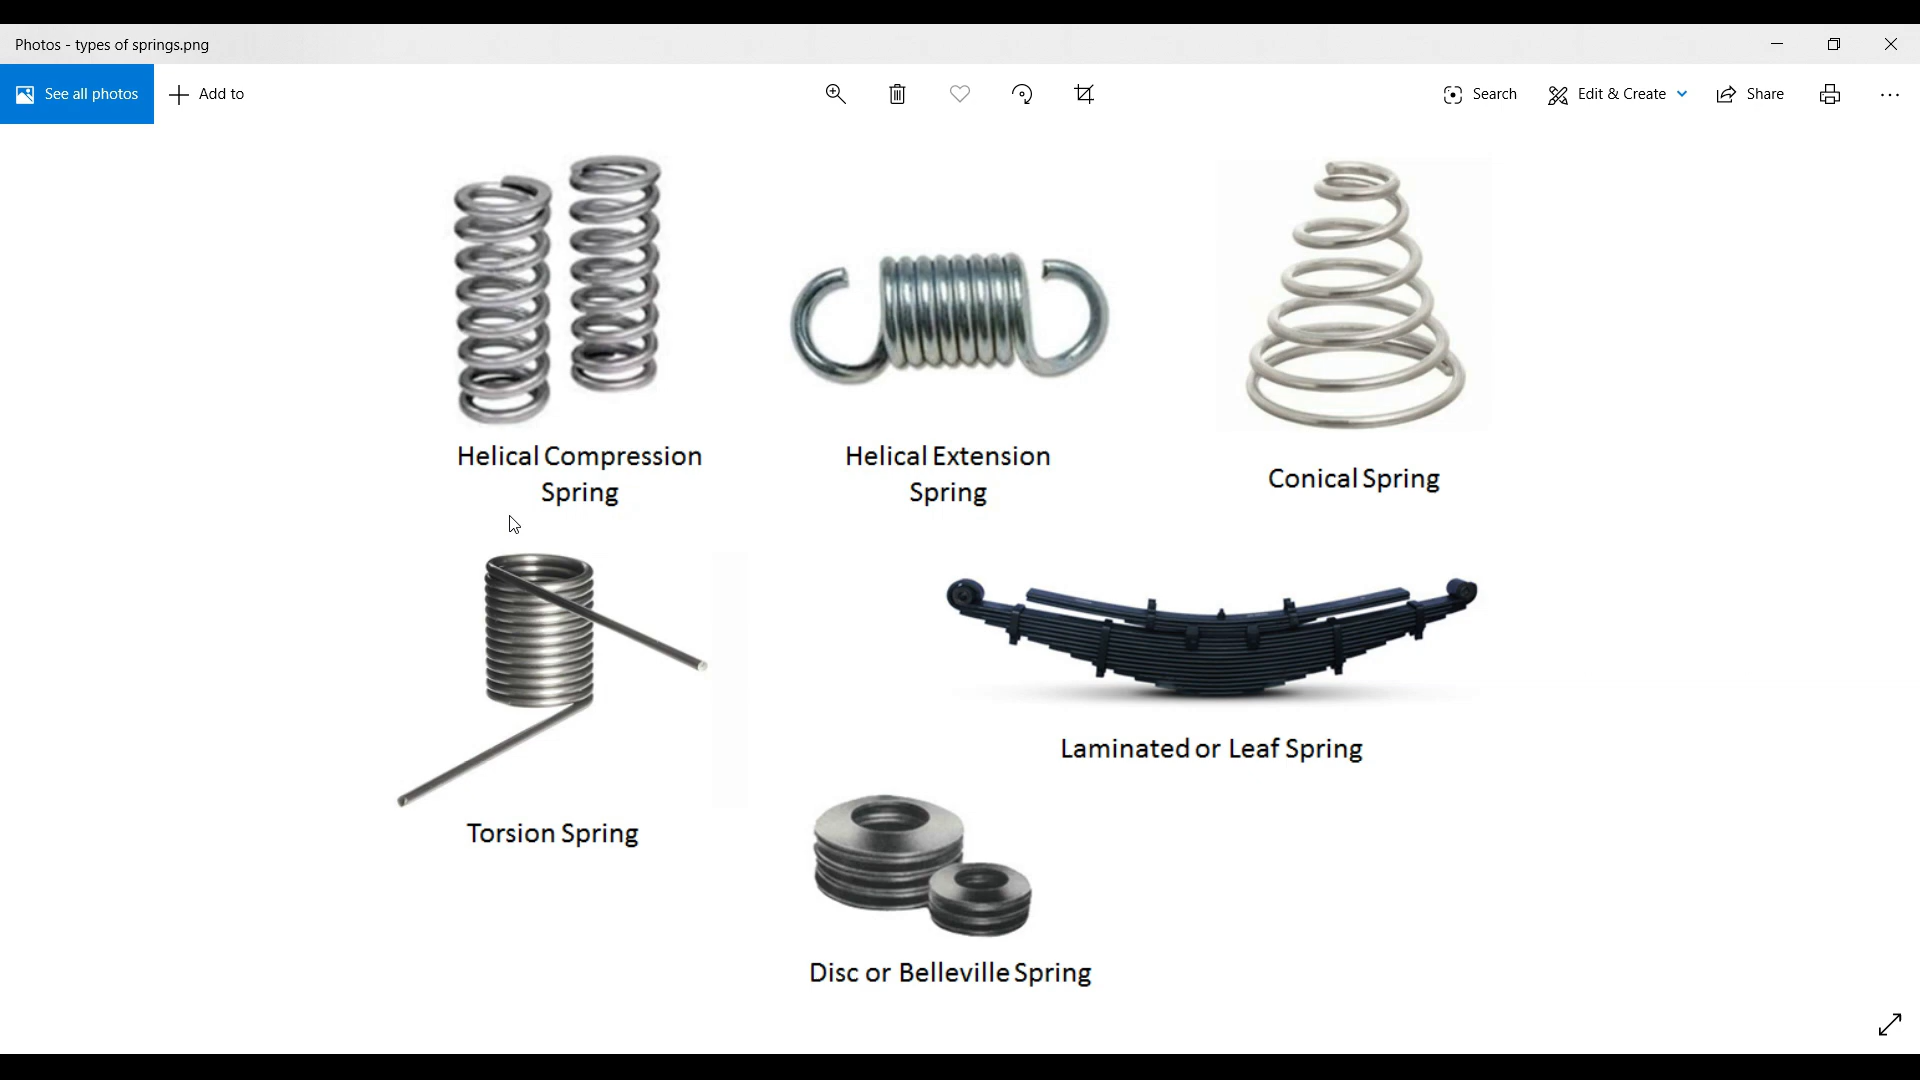 Photos - types of springs.png
See all photos
Add to
Search
Edit & Create
Share
Helical Compression
Spring
Helical Extension
Spring
Conical Spring
Laminated or Leaf Spring
Torsion Spring
Disc or Belleville Spring